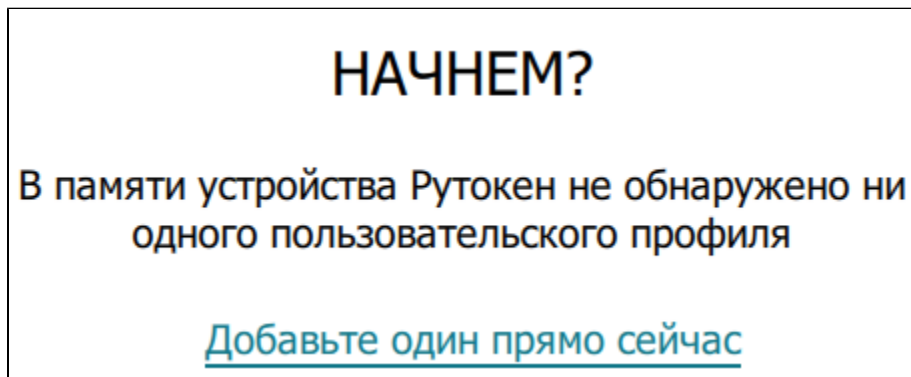 НАЧНЕМ?
В памяти устройства Рутокен не обнаружено ни
одного пользовательского профиля
Добавьте один прямо сейчас